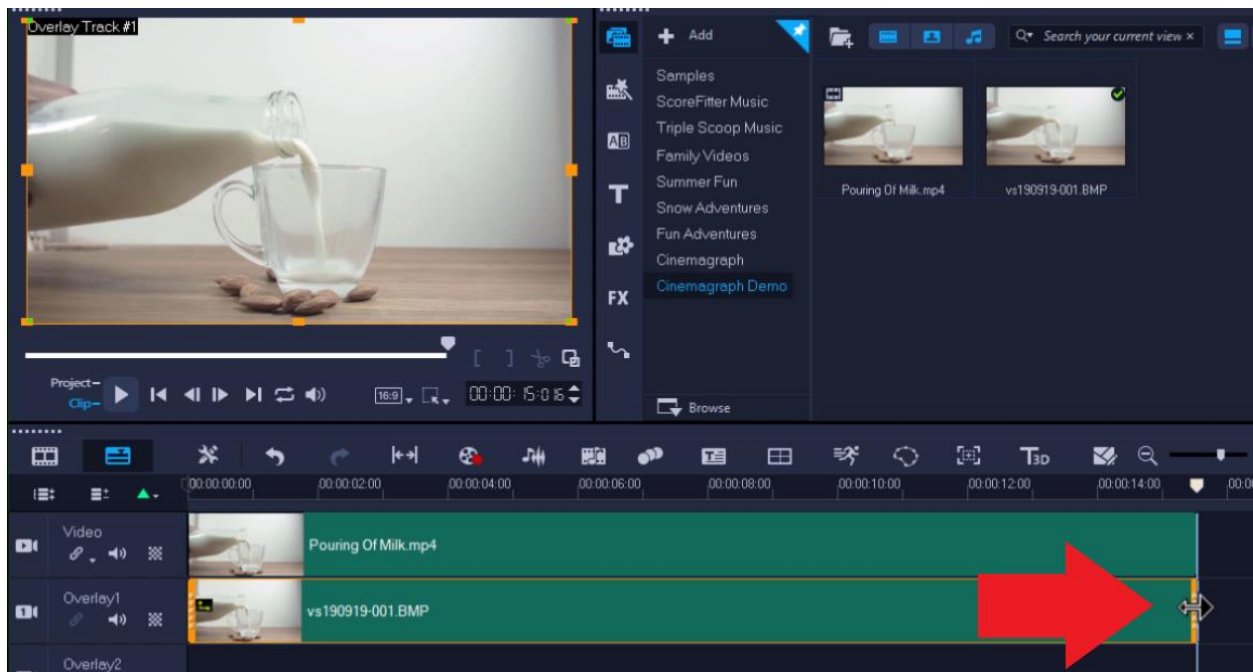 Overlay Track #1
Project
Clip
16:9
00:00:15:016
Add
Search your current view
Samples
ScoreFitter Music
Triple Scoop Music
Family Videos
Summer Fun
Snow Adventures
Fun Adventures
Cinemagraph
Cinemagraph Demo
Browse
AB
T
FX
Pouring Of Milk.mp4
vs190919-001.BMP
T3D
00:00:00:00 00:00:02:00 00:00:04:00 00:00:06:00 00:00:08:00 00:00:10:00 00:00:12:00 00:00:14:00
Video
Pouring Of Milk.mp4
1
Overlay1
vs190919-001.BMP
Overlay2